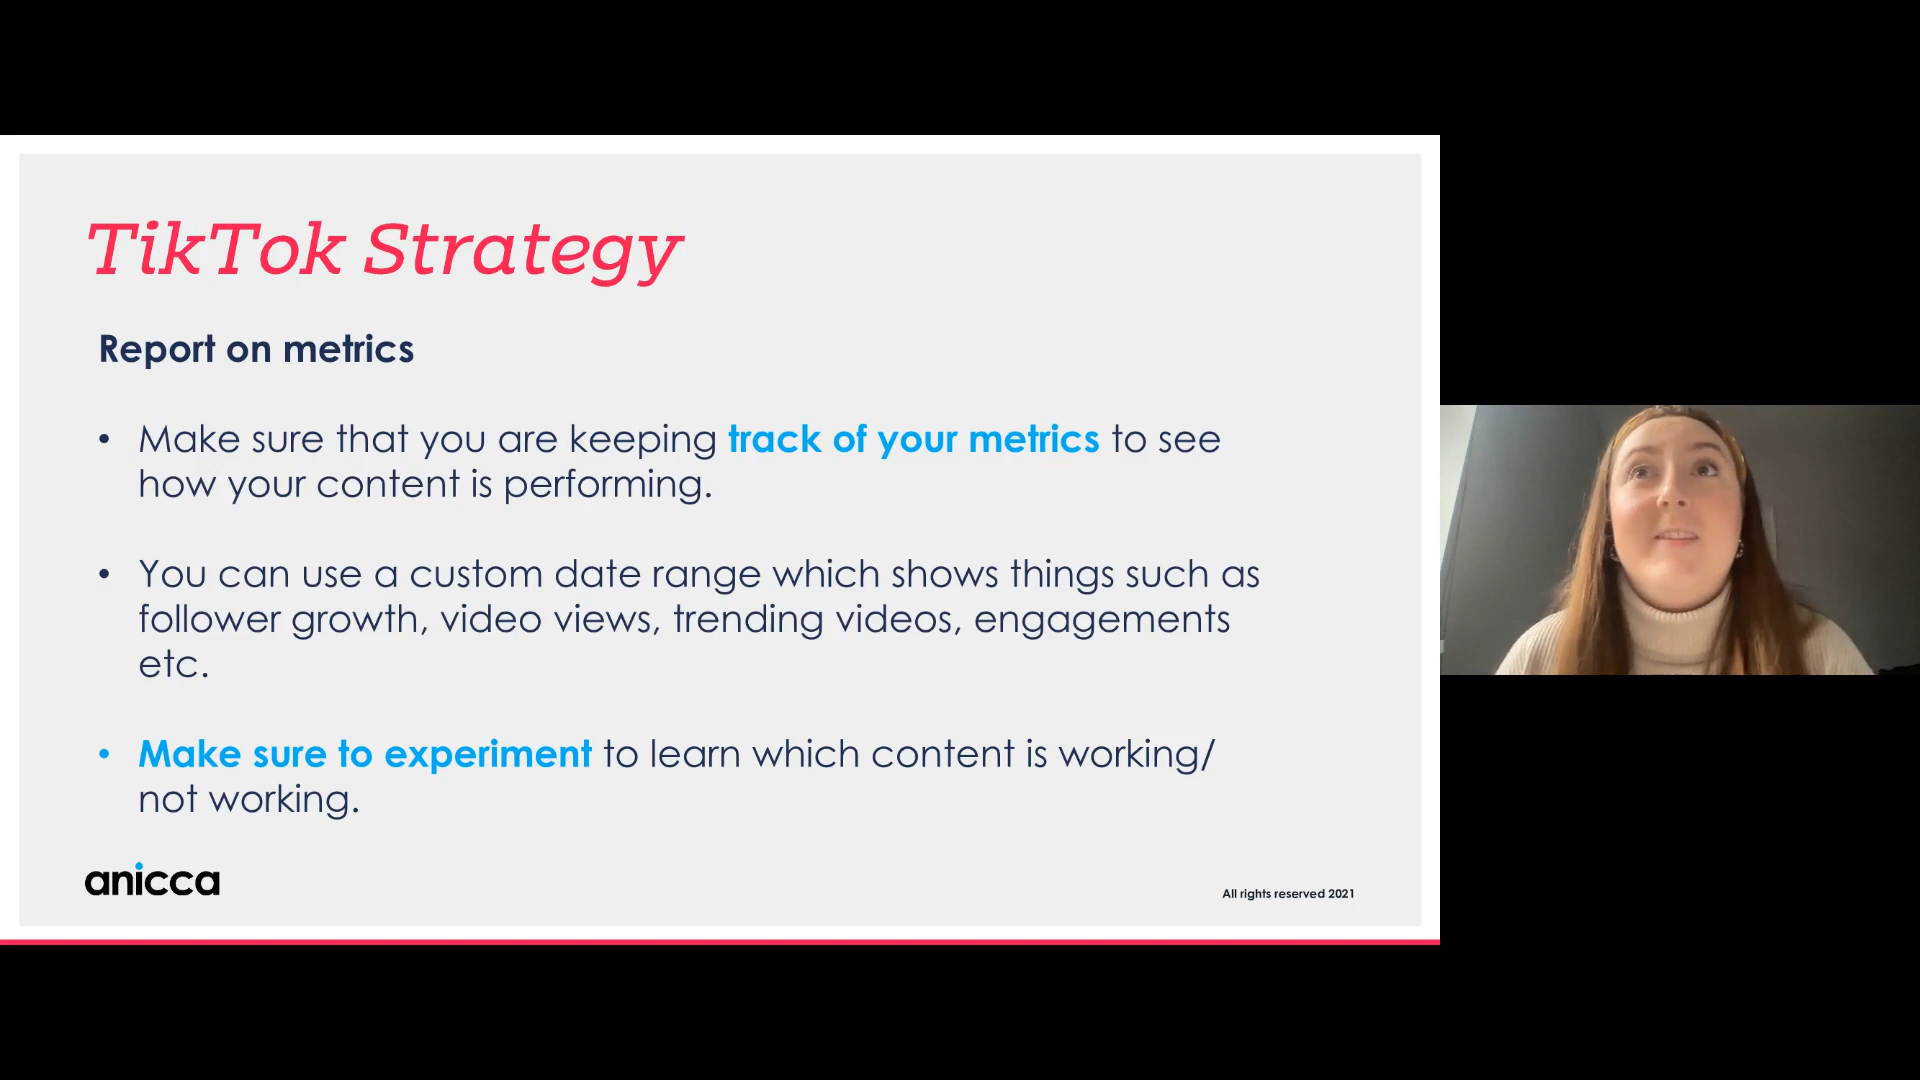 TikTok Strategy
Report on metrics
• Make sure that you are keeping track of your metrics to see
how your content is performing.
• You can use a custom date range which shows things such as
follower growth, video views, trending videos, engagements
etc.
• Make sure to experiment to learn which content is working/
not working.
anicca
All rights reserved 2021